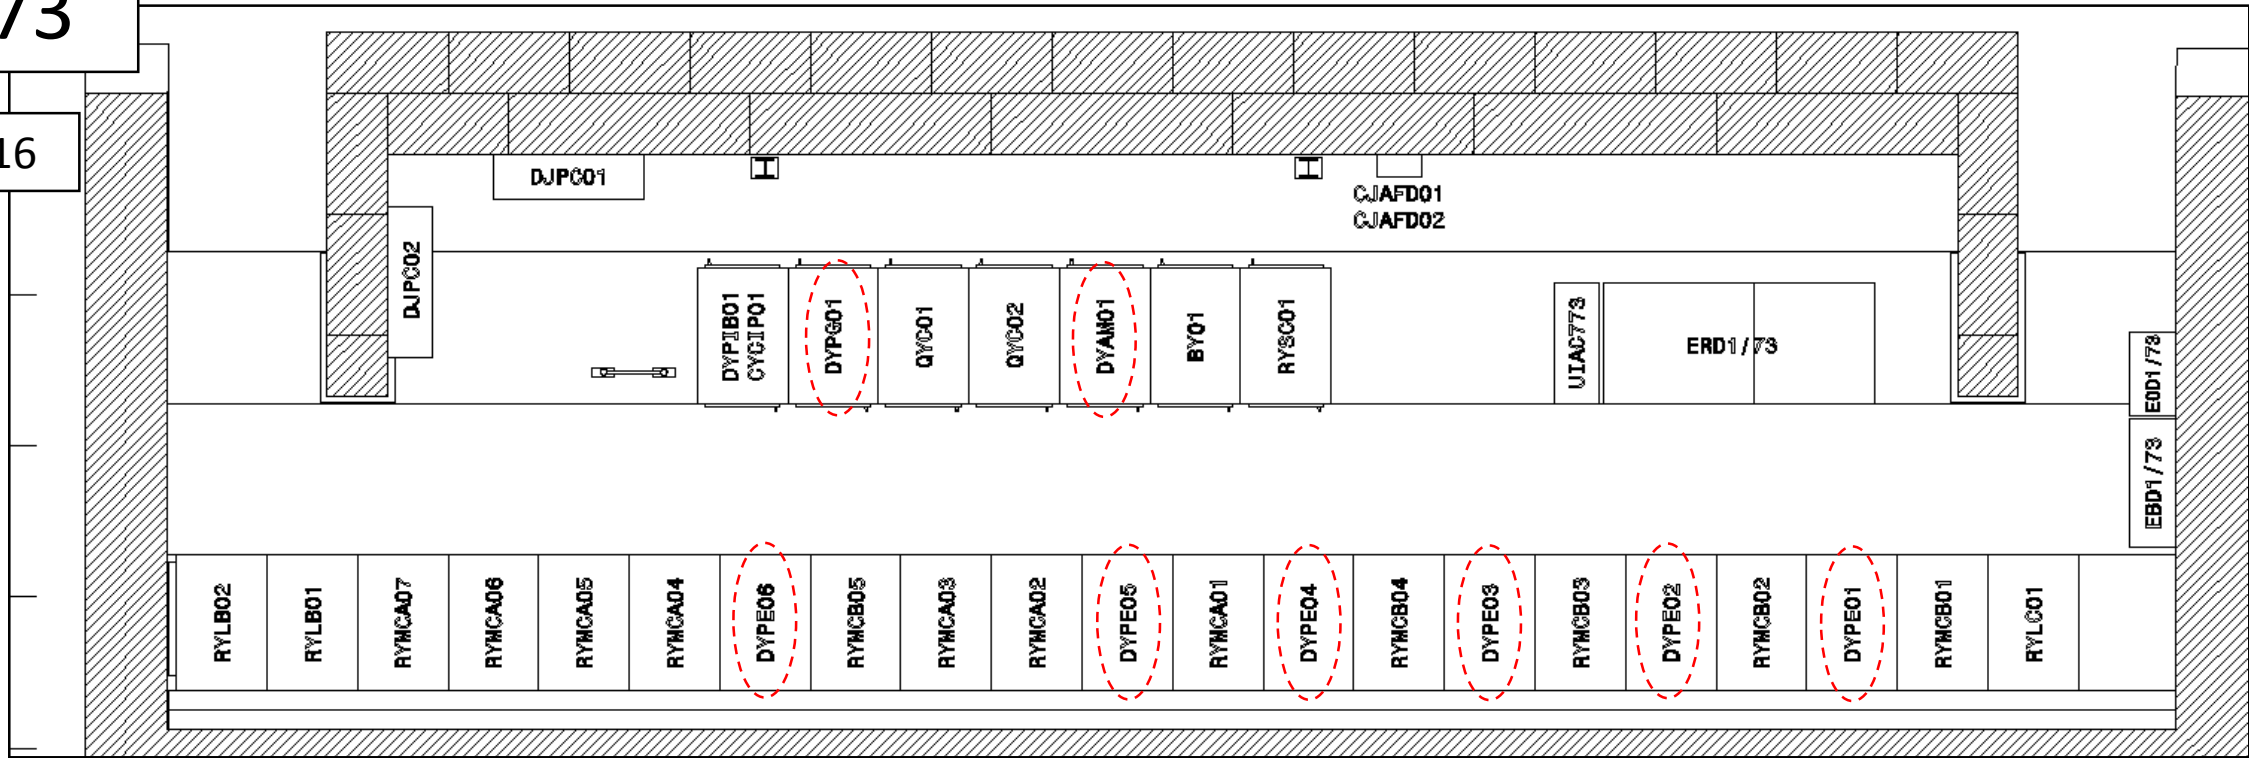 73
16
DJPC01
CJAFD01
CJAFD02
DJPC02
DYPIB01
CYCIP01
DYPG01
QYC01
QYC02
DYAM01
BY01
RYSC01
UIAC773
ERD1/73
EOD1/73
EBD1/73
RYLB02
RYLB01
RYMCA07
RYMCA06
RYMCA05
RYMCA04
DYPE06
RYMCB05
RYMCA03
RYMCA02
DYPE05
RYMCA01
DYPE04
RYMCB04
DYPE03
RYMCB03
DYPE02
RYMCB02
DYPE01
RYMCB01
RYLC01